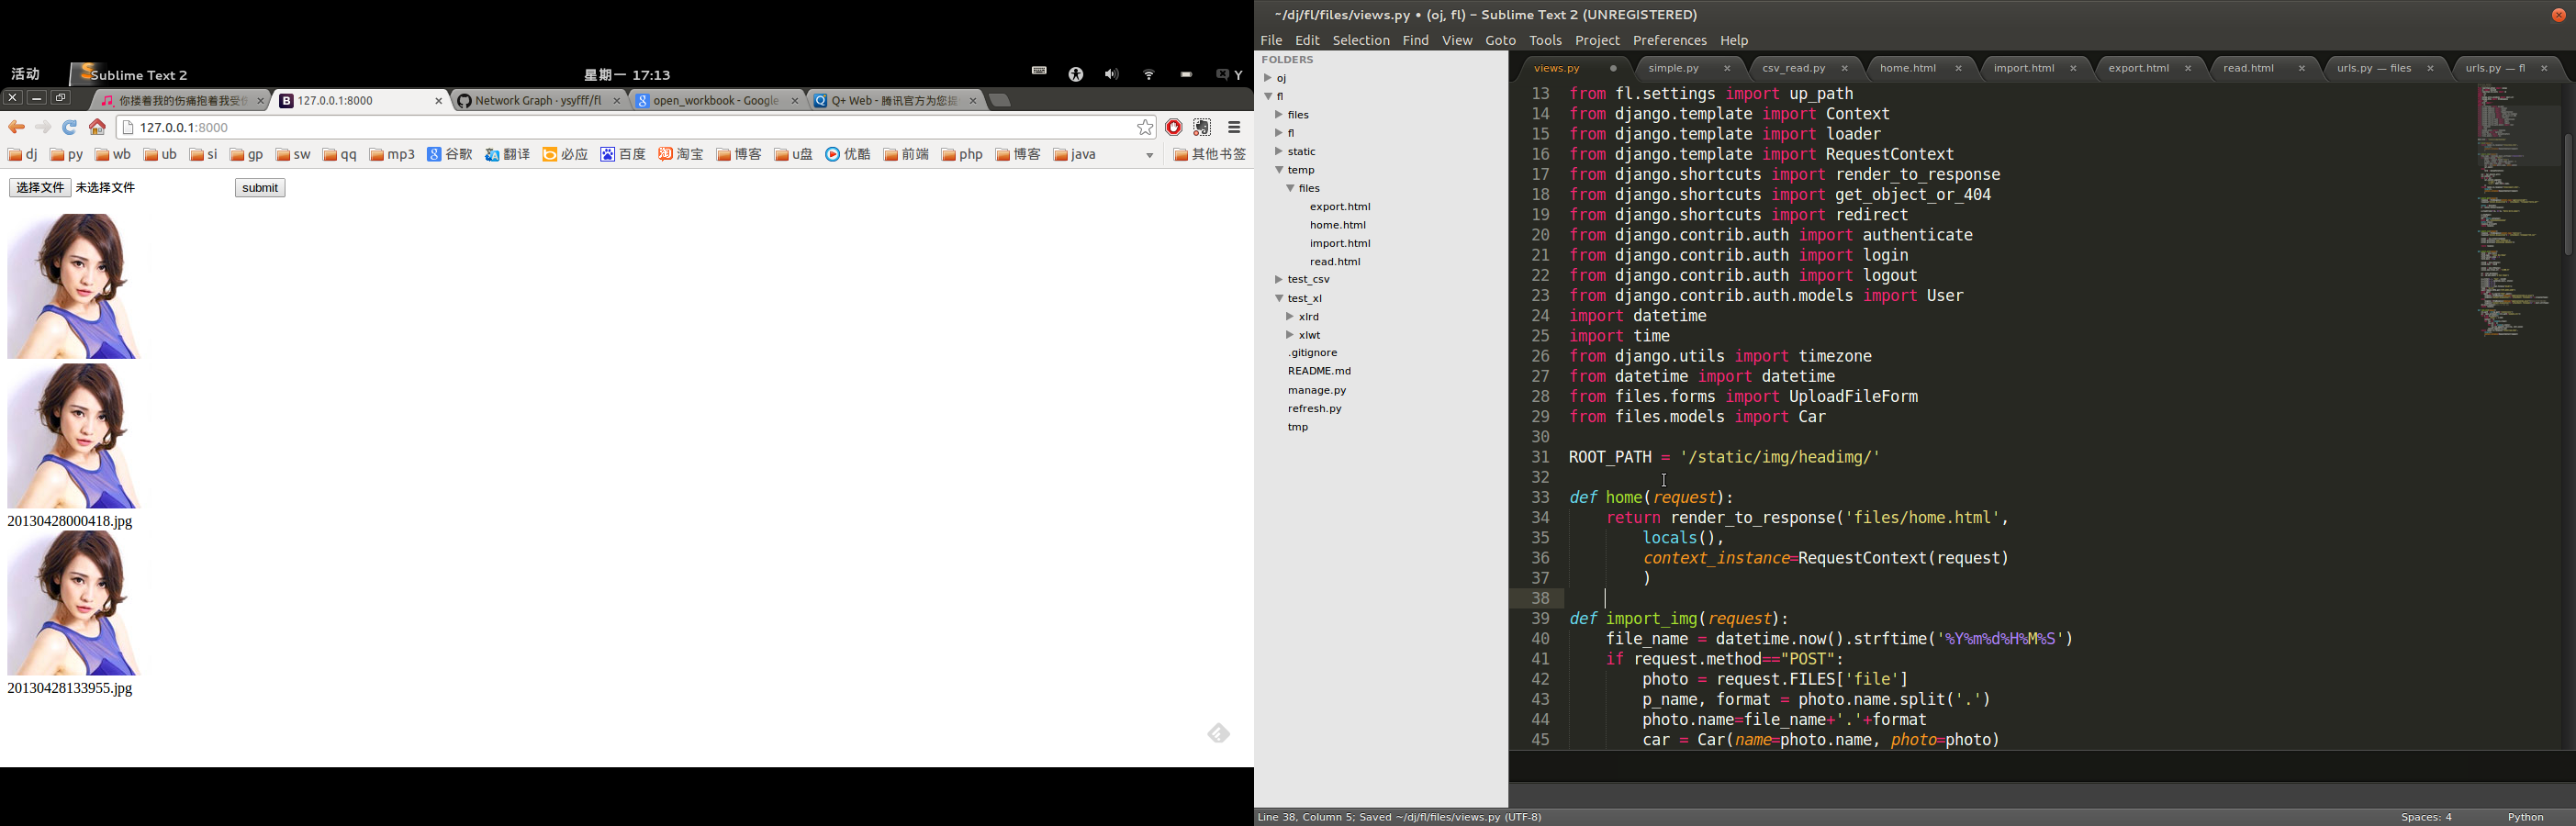 活动
Sublime Text 2
星期一 17:13
Y
127.0.0.1:8000
Network Graph · ysyfff/fl
open_workbook - Google
Q+ Web - 腾讯官方为您提
127.0.0.1:8000
dj
py
wb
ub
si
gp
sw
qq
mp3
谷歌
翻译
必应
百度
淘宝
博客
u盘
优酷
前端
php
博客
java
其他书签
选择文件 未选择文件
submit
20130428000418.jpg
20130428133955.jpg
~/dj/fl/files/views.py • (oj, fl) – Sublime Text 2 (UNREGISTERED)
File Edit Selection Find View Goto Tools Project Preferences Help
FOLDERS
oj
fl
files
fl
static
temp
files
export.html
home.html
import.html
read.html
test_csv
test_xl
xlrd
xlwt
.gitignore
README.md
manage.py
refresh.py
tmp
views.py
simple.py
csv_read.py
home.html
import.html
export.html
read.html
urls.py — files
urls.py — fl
13 from fl.settings import up_path
14 from django.template import Context
15 from django.template import loader
16 from django.template import RequestContext
17 from django.shortcuts import render_to_response
18 from django.shortcuts import get_object_or_404
19 from django.shortcuts import redirect
20 from django.contrib.auth import authenticate
21 from django.contrib.auth import login
22 from django.contrib.auth import logout
23 from django.contrib.auth.models import User
24 import datetime
25 import time
26 from django.utils import timezone
27 from datetime import datetime
28 from files.forms import UploadFileForm
29 from files.models import Car
30
31 ROOT_PATH = '/static/img/headimg/'
32
33 def home(request):
34 return render_to_response('files/home.html',
35 locals(),
36 context_instance=RequestContext(request)
37 )
38
39 def import_img(request):
40 file_name = datetime.now().strftime('%Y%m%d%H%M%S')
41 if request.method=="POST":
42 photo = request.FILES['file']
43 p_name, format = photo.name.split('.')
44 photo.name=file_name+'.'+format
45 car = Car(name=photo.name, photo=photo)
Line 38, Column 5; Saved ~/dj/fl/files/views.py (UTF-8)
Spaces: 4
Python